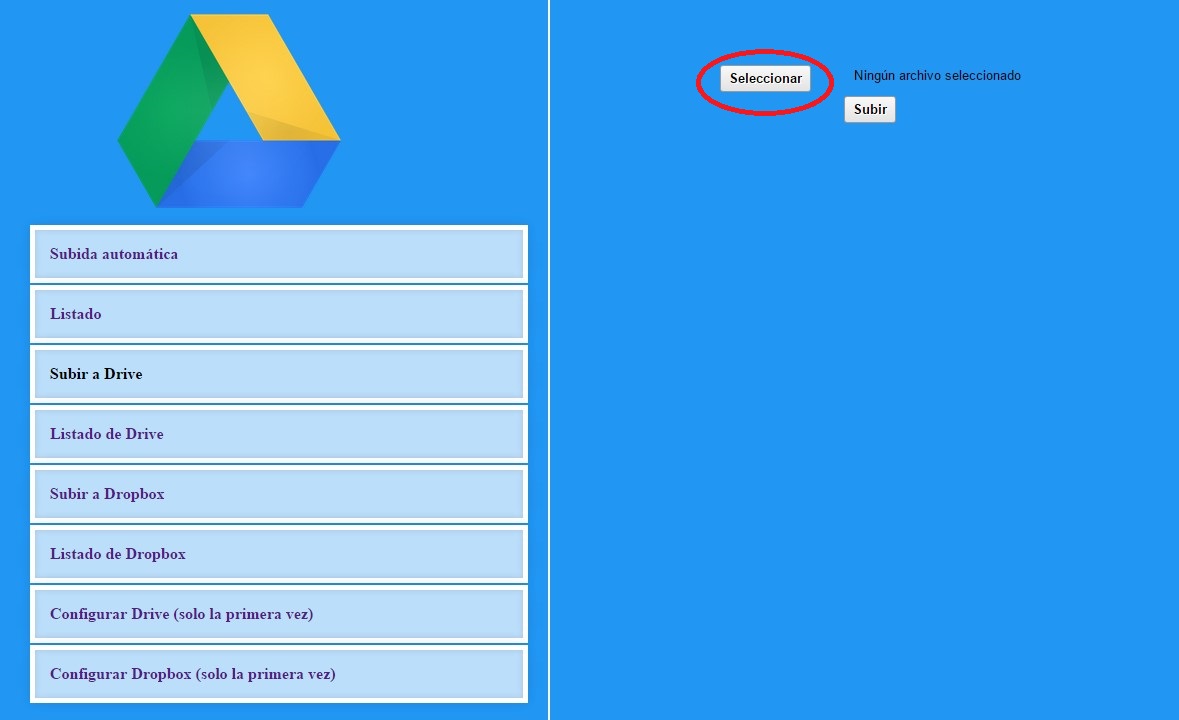 Subida automática
Listado
Subir a Drive
Listado de Drive
Subir a Dropbox
Listado de Dropbox
Configurar Drive (solo la primera vez)
Configurar Dropbox (solo la primera vez)
Seleccionar Ningún archivo seleccionado
Subir